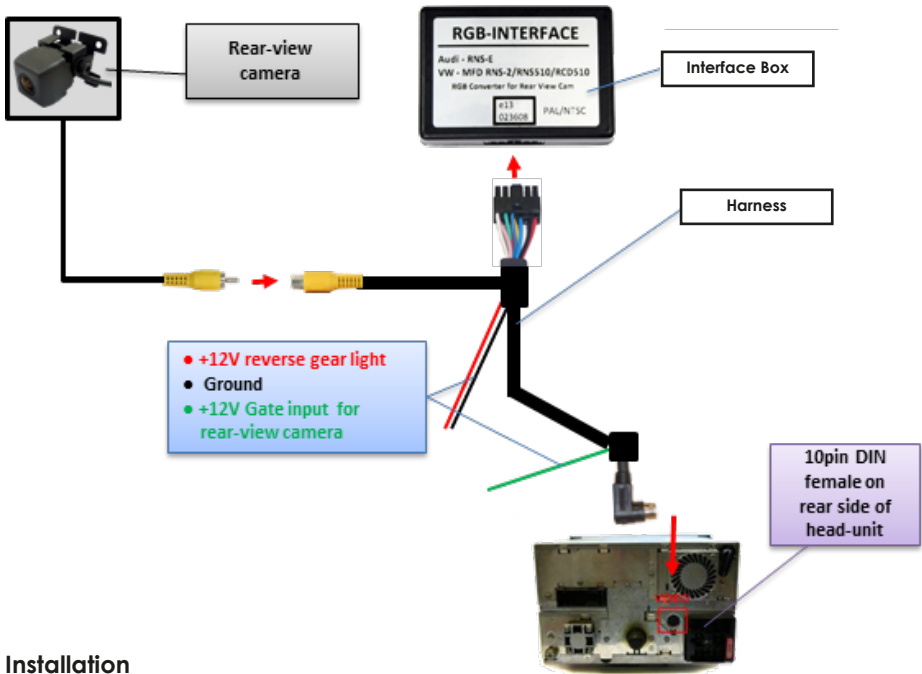 Rear-view
camera
RGB-INTERFACE
Audi - RNS-E
VW - MFD RNS-2/RNS510/RCD510
RGB Converter for Rear View Cam
e13
023608
PAL/NTSC
Interface Box
Harness
● +12V reverse gear light
● Ground
● +12V Gate input for
rear-view camera
10pin DIN
female on
rear side of
head-unit
Installation